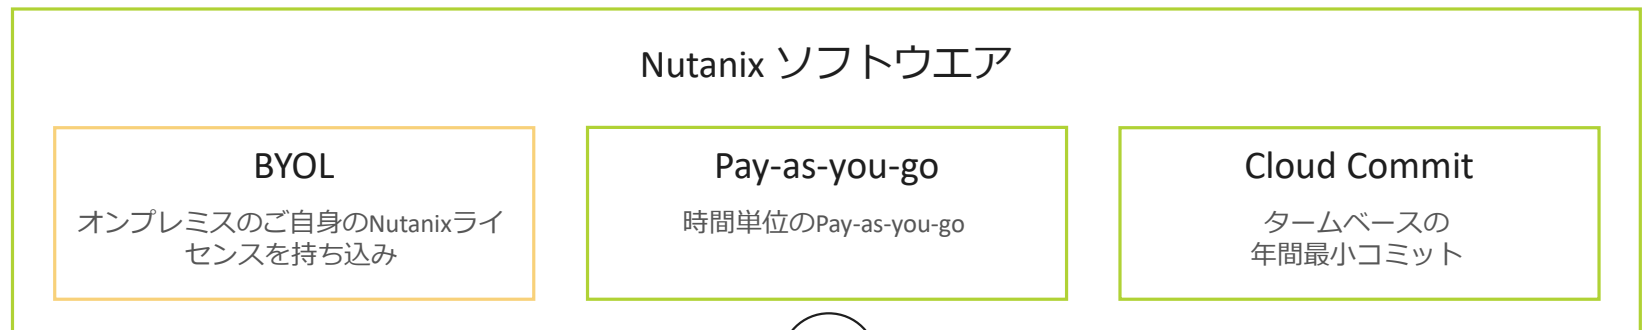 Nutanix ソフトウエア
BYOL
オンプレミスのご自身のNutanixライ
センスを持ち込み
Pay-as-you-go
時間単位のPay-as-you-go
Cloud Commit
タームベースの
年間最小コミット